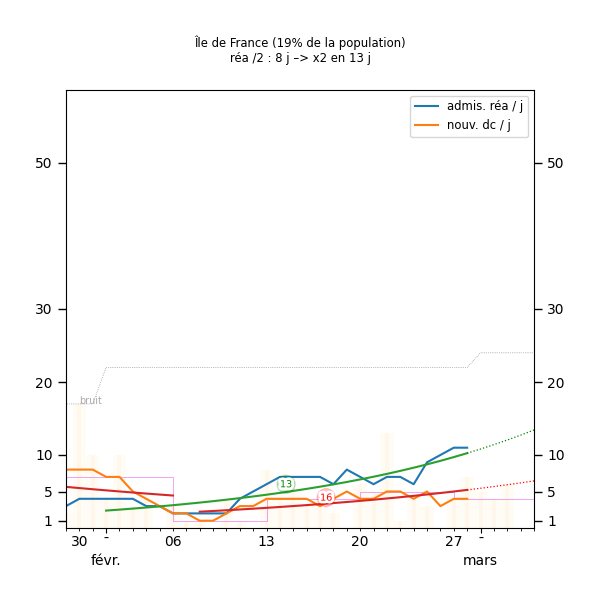 Île de France (19% de la population)
réa /2 : 8 j –> x2 en 13 j
admis. réa / j
nouv. dc / j
50 50
30 30
20 20
bruit
10 10
13
5 16 5
1 1
30 - 06 13 20 27 -
févr. mars